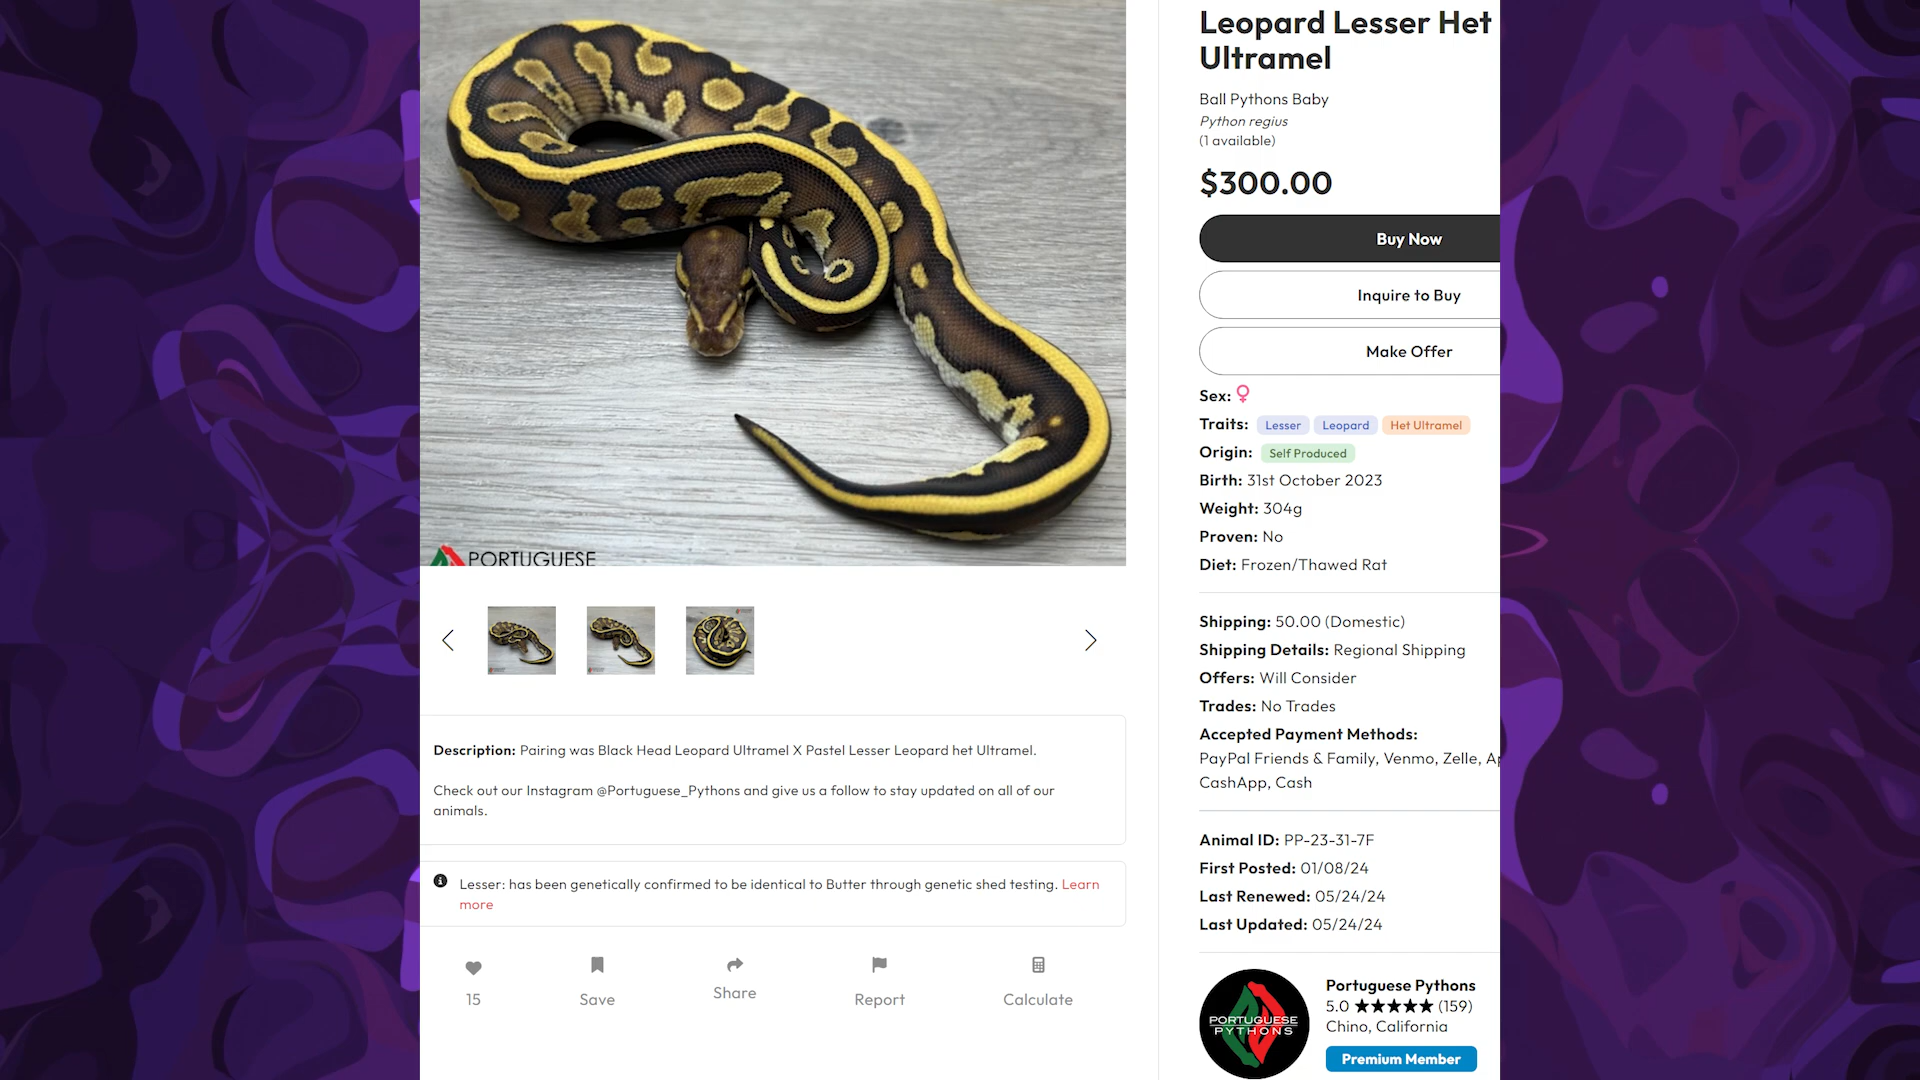 PORTUGUESE
Description: Pairing was Black Head Leopard Ultramel X Pastel Lesser Leopard het Ultramel.
Check out our Instagram @Portuguese_Pythons and give us a follow to stay updated on all of our
animals.
Lesser: has been genetically confirmed to be identical to Butter through genetic shed testing. Learn
more
15
Save
Share
Report
Calculate
Leopard Lesser Het
Ultramel
Ball Pythons Baby
Python regius
(1 available)
$300.00
Buy Now
Inquire to Buy
Make Offer
Sex: ♀
Traits: Lesser Leopard Het Ultramel
Origin: Self Produced
Birth: 31st October 2023
Weight: 304g
Proven: No
Diet: Frozen/Thawed Rat
Shipping: 50.00 (Domestic)
Shipping Details: Regional Shipping
Offers: Will Consider
Trades: No Trades
Accepted Payment Methods:
PayPal Friends & Family, Venmo, Zelle,
CashApp, Cash
Animal ID: PP-23-31-7F
First Posted: 01/08/24
Last Renewed: 05/24/24
Last Updated: 05/24/24
PORTUGUESE
PYTHONS
Portuguese Pythons
5.0 ★★★★★ (159)
Chino, California
Premium Member